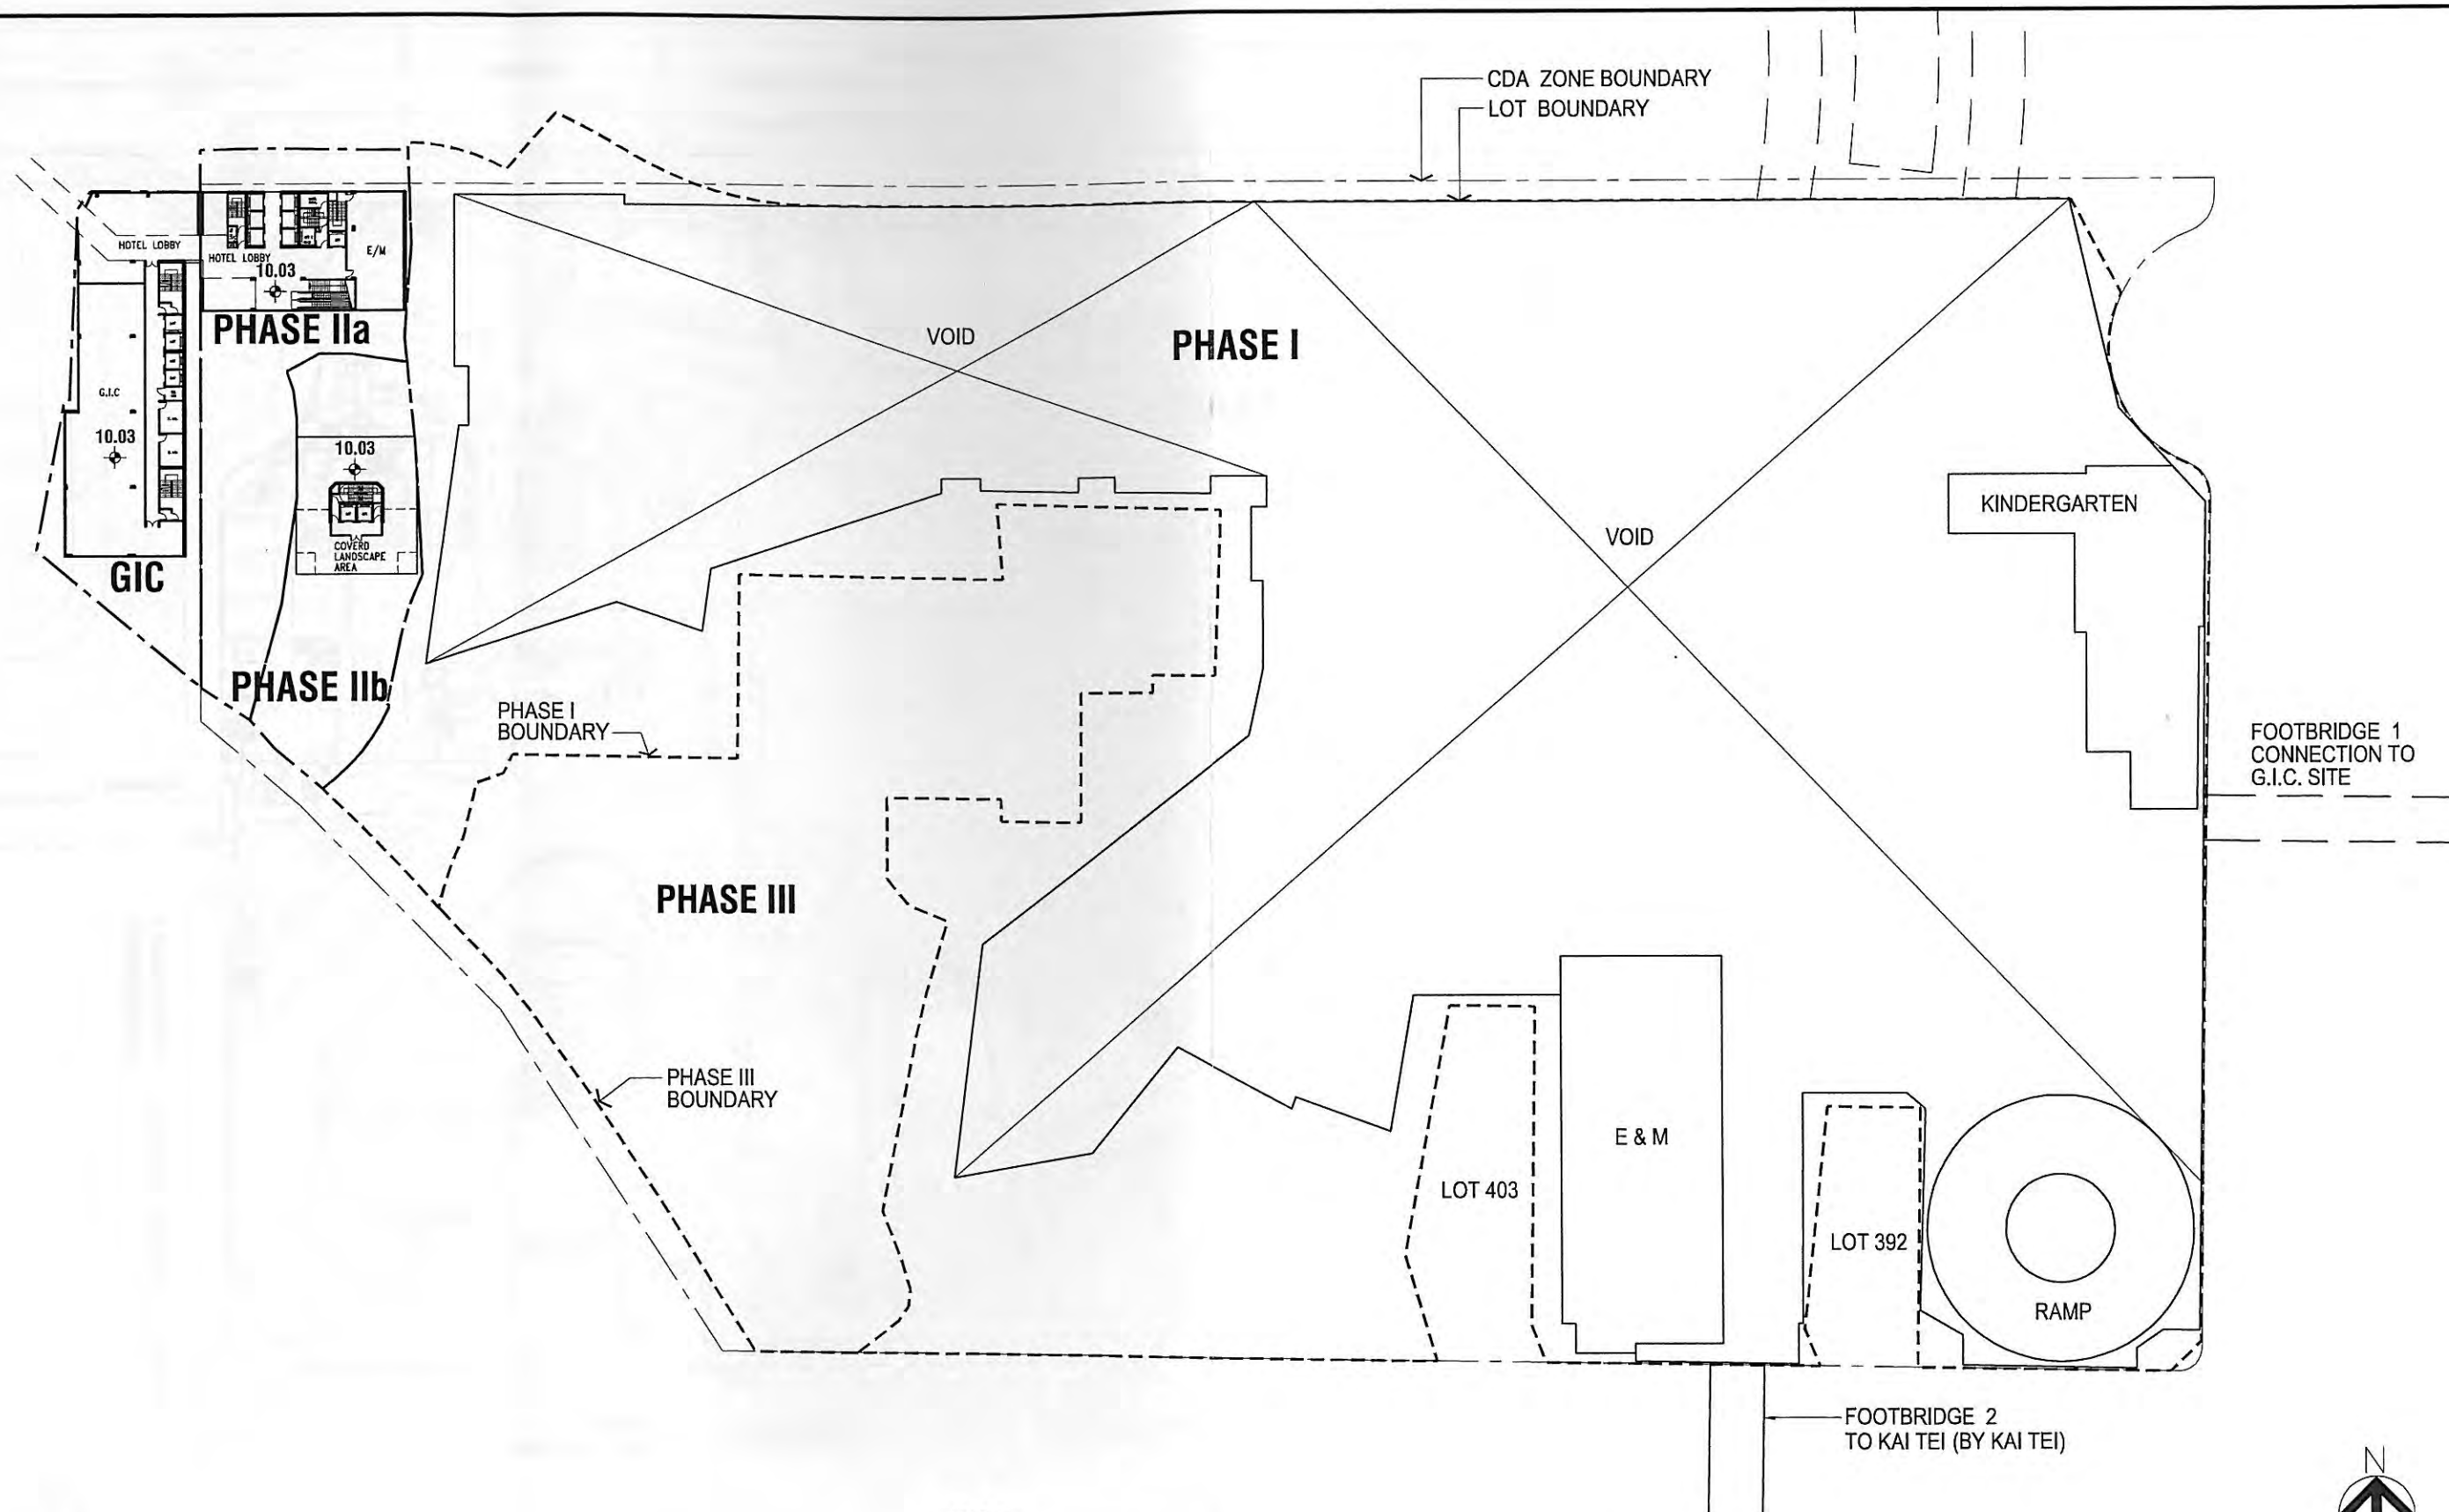 CDA ZONE BOUNDARY
LOT BOUNDARY
HOTEL LOBBY
HOTEL LOBBY
E/M
10.03
PHASE IIa
VOID
PHASE I
G.I.C
10.03
10.03
COVERD
LANDSCAPE
AREA
GIC
KINDERGARTEN
VOID
PHASE IIb
PHASE I
BOUNDARY
FOOTBRIDGE 1
CONNECTION TO
G.I.C. SITE
PHASE III
PHASE III
BOUNDARY
E & M
LOT 403
LOT 392
RAMP
FOOTBRIDGE 2
TO KAI TEI (BY KAI TEI)
N